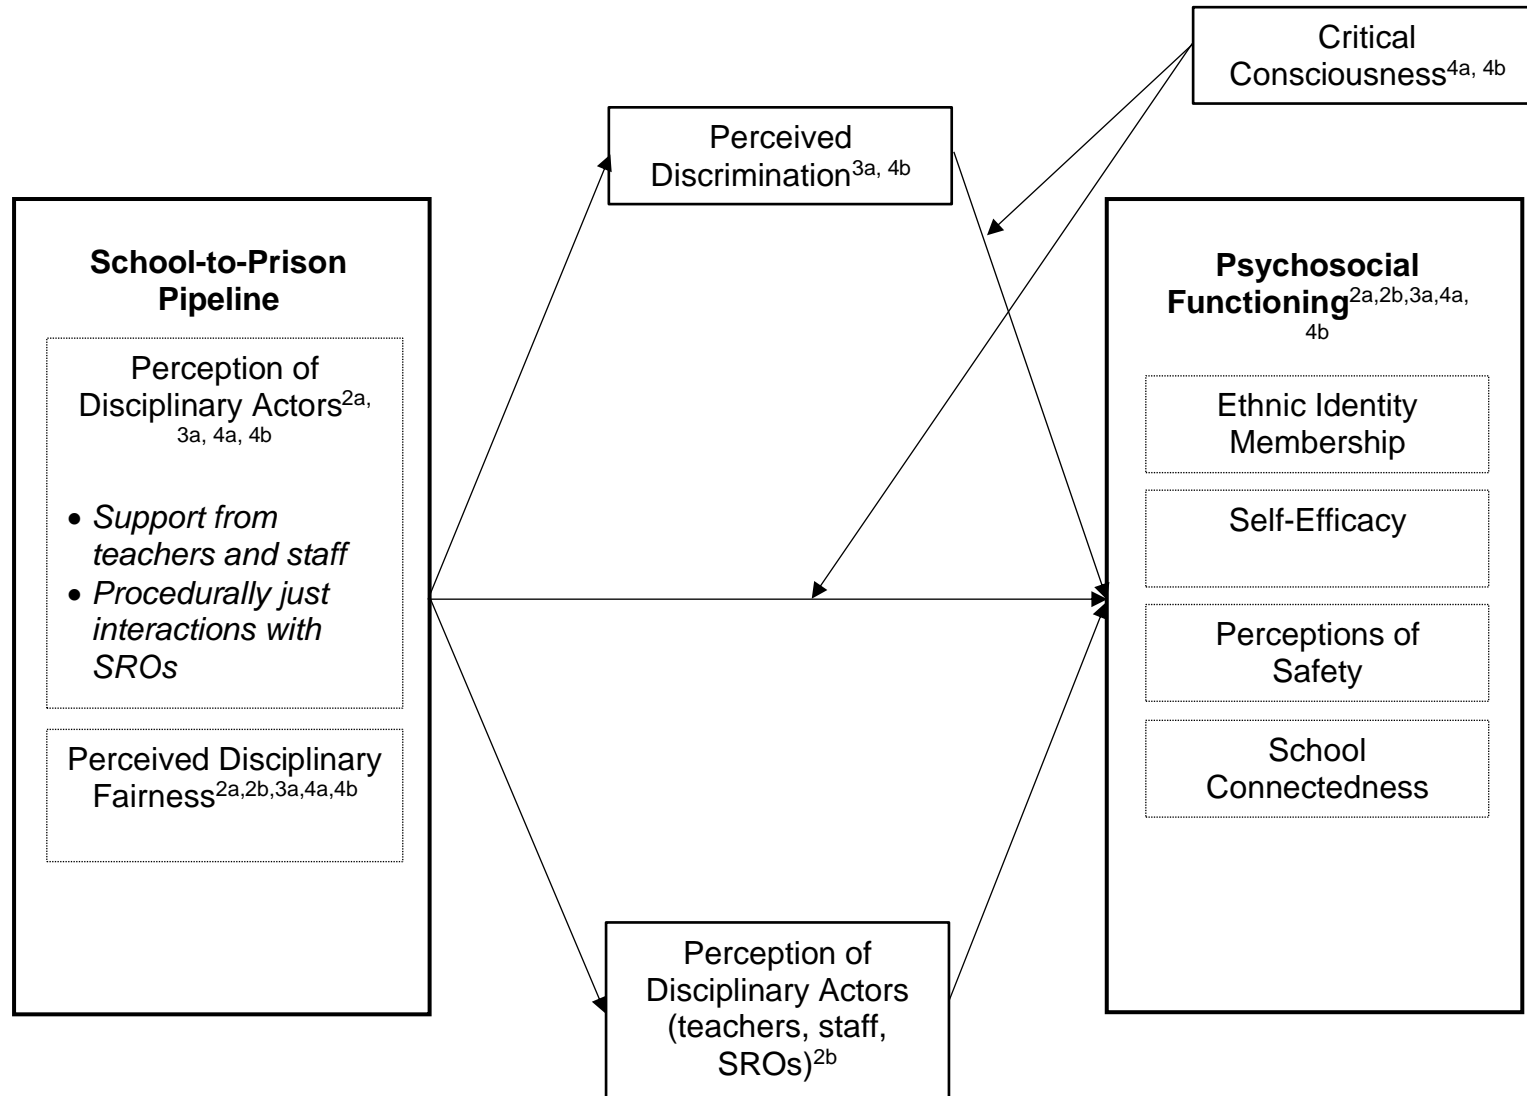 Critical
Consciousness4a, 4b
Perceived
Discrimination3a, 4b
School-to-Prison
Pipeline
Perception of
Disciplinary Actors2a,
3a, 4a, 4b
• Support from
teachers and staff
• Procedurally just
interactions with
SROs
Perceived Disciplinary
Fairness2a,2b,3a,4a,4b
Perception of
Disciplinary Actors
(teachers, staff,
SROs)2b
Psychosocial
Functioning2a,2b,3a,4a,
4b
Ethnic Identity
Membership
Self-Efficacy
Perceptions of
Safety
School
Connectedness